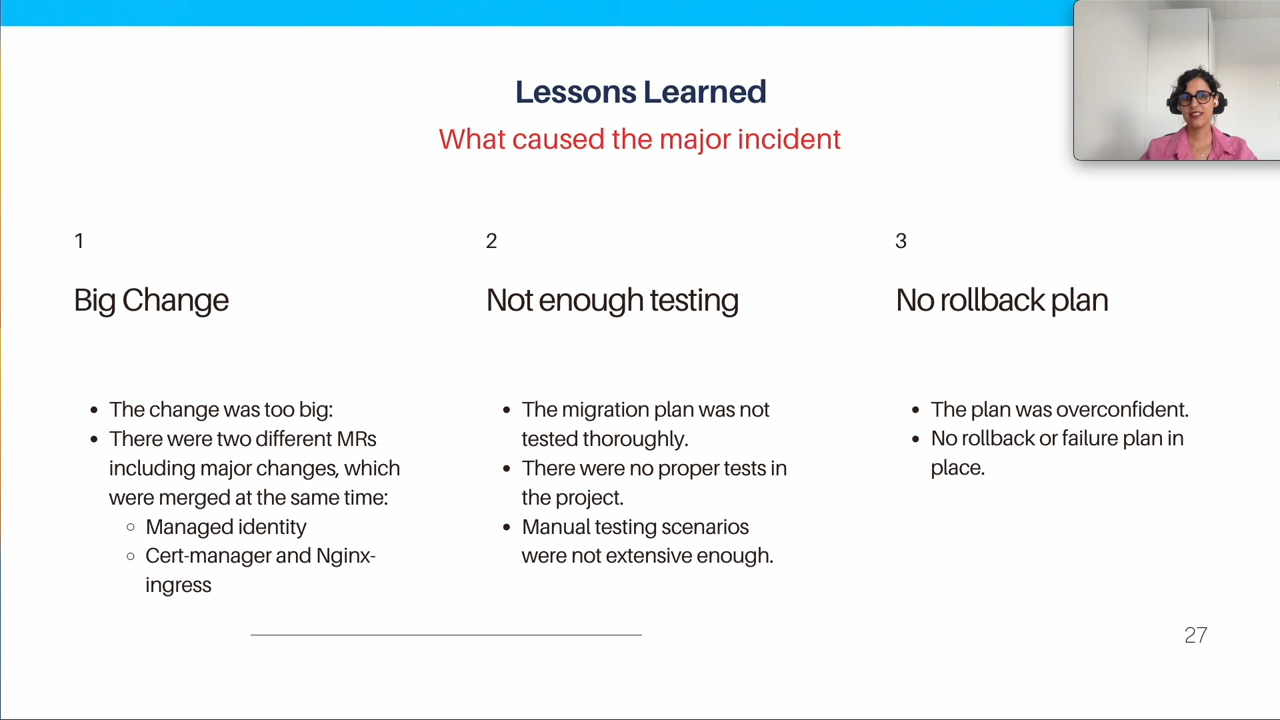 Lessons Learned
What caused the major incident
1
Big Change
• The change was too big:
• There were two different MRs
including major changes, which
were merged at the same time:
○ Managed identity
○ Cert-manager and Nginx-
ingress
2
Not enough testing
• The migration plan was not
tested thoroughly.
• There were no proper tests in
the project.
• Manual testing scenarios
were not extensive enough.
3
No rollback plan
• The plan was overconfident.
• No rollback or failure plan in
place.
27